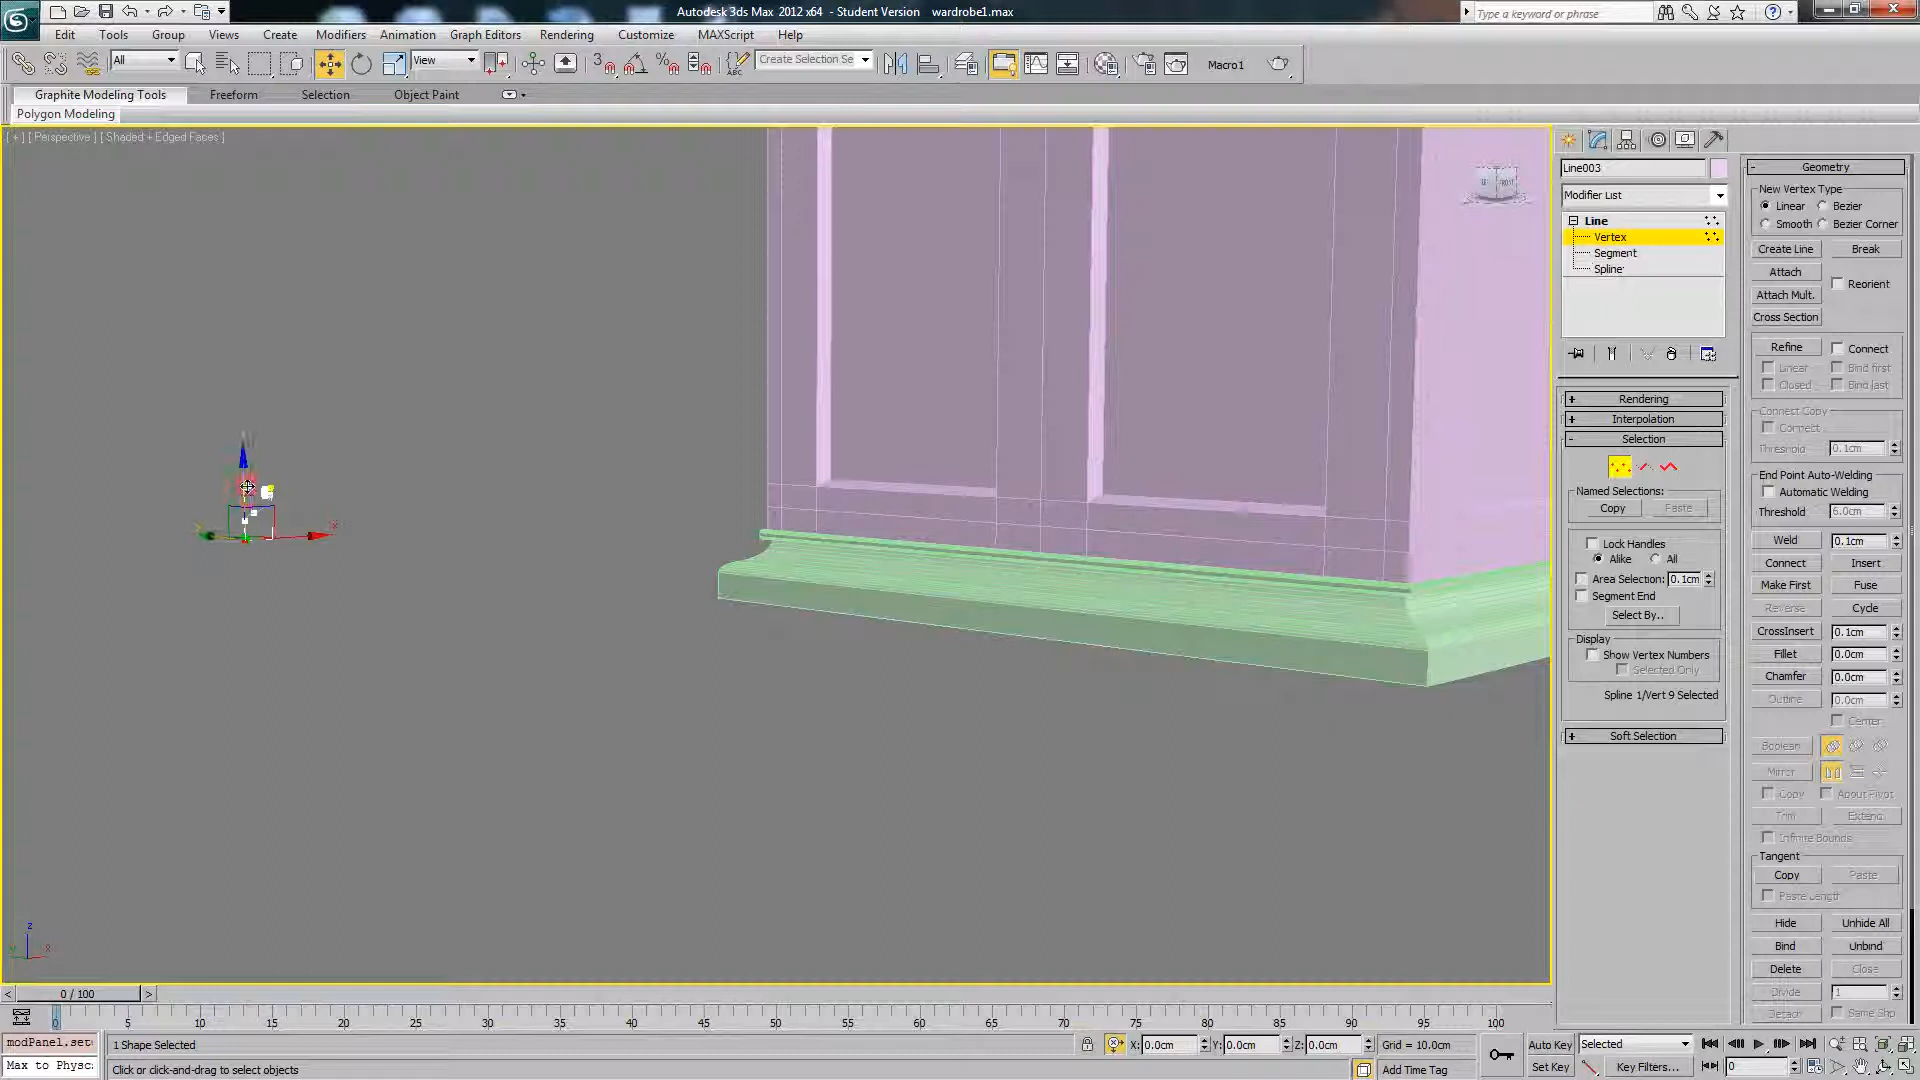 Autodesk 3ds Max 2012 x64 - Student Version wardrobe1.max
Type a keyword or phrase
Edit Tools Group Views Create Modifiers Animation Graph Editors Rendering Customize MAXScript Help
All View Create Selection Se Macro1
Graphite Modeling Tools Freeform Selection Object Paint
Polygon Modeling
[ + ] [ Perspective ] [ Shaded + Edged Faces ]
Line003
Modifier List
Line
Vertex
Segment
Spline
Rendering
Interpolation
Selection
Named Selections:
Copy Paste
Lock Handles
Alike All
Area Selection: 0.1cm
Segment End
Select By..
Display
Show Vertex Numbers
Selected Only
Spline 1/Vert 9 Selected
Soft Selection
Geometry
New Vertex Type
Linear Bezier
Smooth Bezier Corner
Create Line Break
Attach
Reorient
Attach Mult.
Cross Section
Refine Connect
Linear Bind first
Closed Bind last
Connect Copy
Connect
Threshold 0.1cm
End Point Auto-Welding
Automatic Welding
Threshold 6.0cm
Weld 0.1cm
Connect Insert
Make First Fuse
Reverse Cycle
CrossInsert 0.1cm
Fillet 0.0cm
Chamfer 0.0cm
Outline 0.0cm
Center
Boolean
Mirror
Copy About Pivot
Trim Extend
Infinite Bounds
Tangent
Copy Paste
Paste Length
Hide Unhide All
Bind Unbind
Delete Close
Divide 1
Detach Same Shp
z
x
0 / 100
0 5 10 15 20 25 30 35 40 45 50 55 60 65 70 75 80 85 90 95 100
modPanel.set
1 Shape Selected
X: 0.0cm Y: 0.0cm Z: 0.0cm Grid = 10.0cm
Auto Key Selected
Max to Physc
Click or click-and-drag to select objects
Add Time Tag
Set Key Key Filters... 0